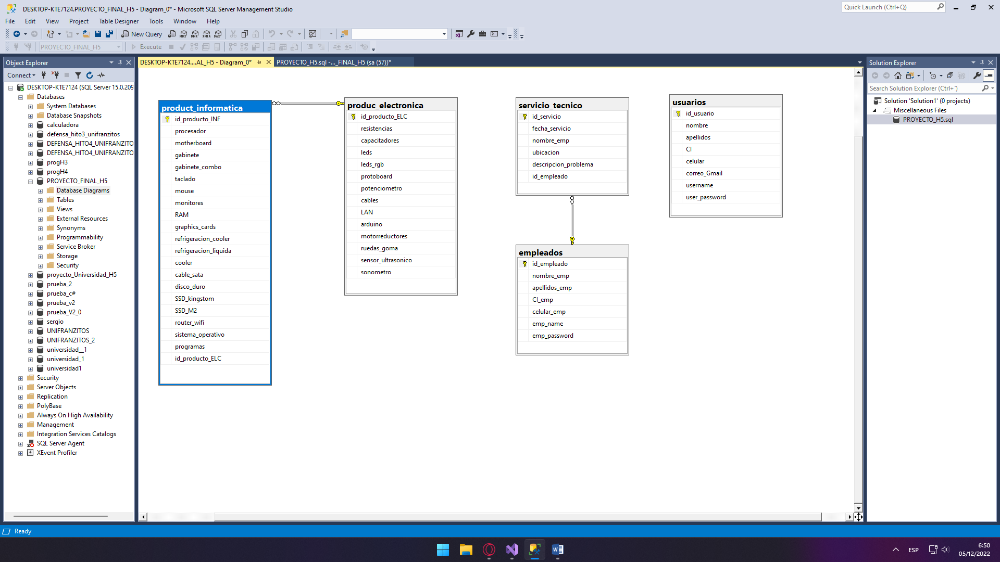 DESKTOP-KTE7124.PROYECTO_FINAL_H5 - Diagram_0* - Microsoft SQL Server Management Studio
Quick Launch (Ctrl+Q)
File Edit View Project Table Designer Tools Window Help
New Query
MDX DMX XMLA DAX
PROYECTO_FINAL_H5
Execute
Object Explorer
Connect
DESKTOP-KTE7124 (SQL Server 15.0.209
Databases
System Databases
Database Snapshots
calculadora
defensa_hito3_unifranzitos
DEFENSA_HITO4_UNIFRANZITO
DEFENSA_HITO4_UNIFRANZITO
progH3
progH4
PROYECTO_FINAL_H5
Database Diagrams
Tables
Views
External Resources
Synonyms
Programmability
Service Broker
Storage
Security
proyecto_Universidad_H5
prueba_2
prueba_c#
prueba_v2
prueba_V2_0
sergio
UNIFRANZITOS
UNIFRANZITOS_2
universidad__1
universidad_1
universidad1
Security
Server Objects
Replication
PolyBase
Always On High Availability
Management
Integration Services Catalogs
SQL Server Agent
XEvent Profiler
DESKTOP-KTE7124....AL_H5 - Diagram_0*
PROYECTO_H5.sql -..._FINAL_H5 (sa (57))*
product_informatica
id_producto_INF
procesador
motherboard
gabinete
gabinete_combo
taclado
mouse
monitores
RAM
graphics_cards
refrigeracion_cooler
refrigeracion_liquida
cooler
cable_sata
disco_duro
SSD_kingstom
SSD_M2
router_wifi
sistema_operativo
programas
id_producto_ELC
produc_electronica
id_producto_ELC
resistencias
capacitadores
leds
leds_rgb
protoboard
potenciometro
cables
LAN
arduino
motorreductores
ruedas_goma
sensor_ultrasonico
sonometro
servicio_tecnico
id_servicio
fecha_servicio
nombre_emp
ubicacion
descripcion_problema
id_empleado
empleados
id_empleado
nombre_emp
apellidos_emp
CI_emp
celular_emp
emp_name
emp_password
usuarios
id_usuario
nombre
apellidos
CI
celular
correo_Gmail
username
user_password
Solution Explorer
Search Solution Explorer (Ctrl+¨)
Solution 'Solution1' (0 projects)
Miscellaneous Files
PROYECTO_H5.sql
Ready
ESP
6:50
05/12/2022